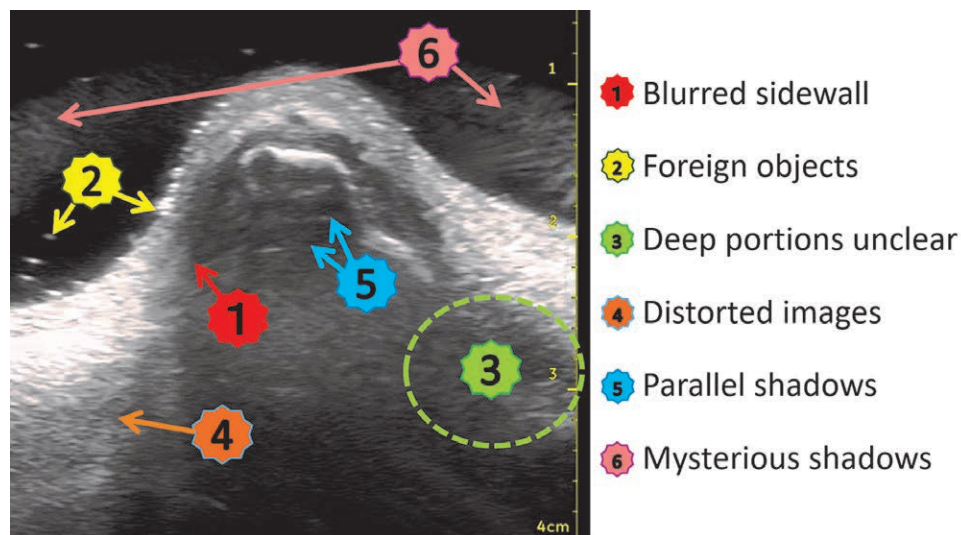 6
1
2
2
5
1
3
3
4
4cm
1 Blurred sidewall
2 Foreign objects
3 Deep portions unclear
4 Distorted images
5 Parallel shadows
6 Mysterious shadows